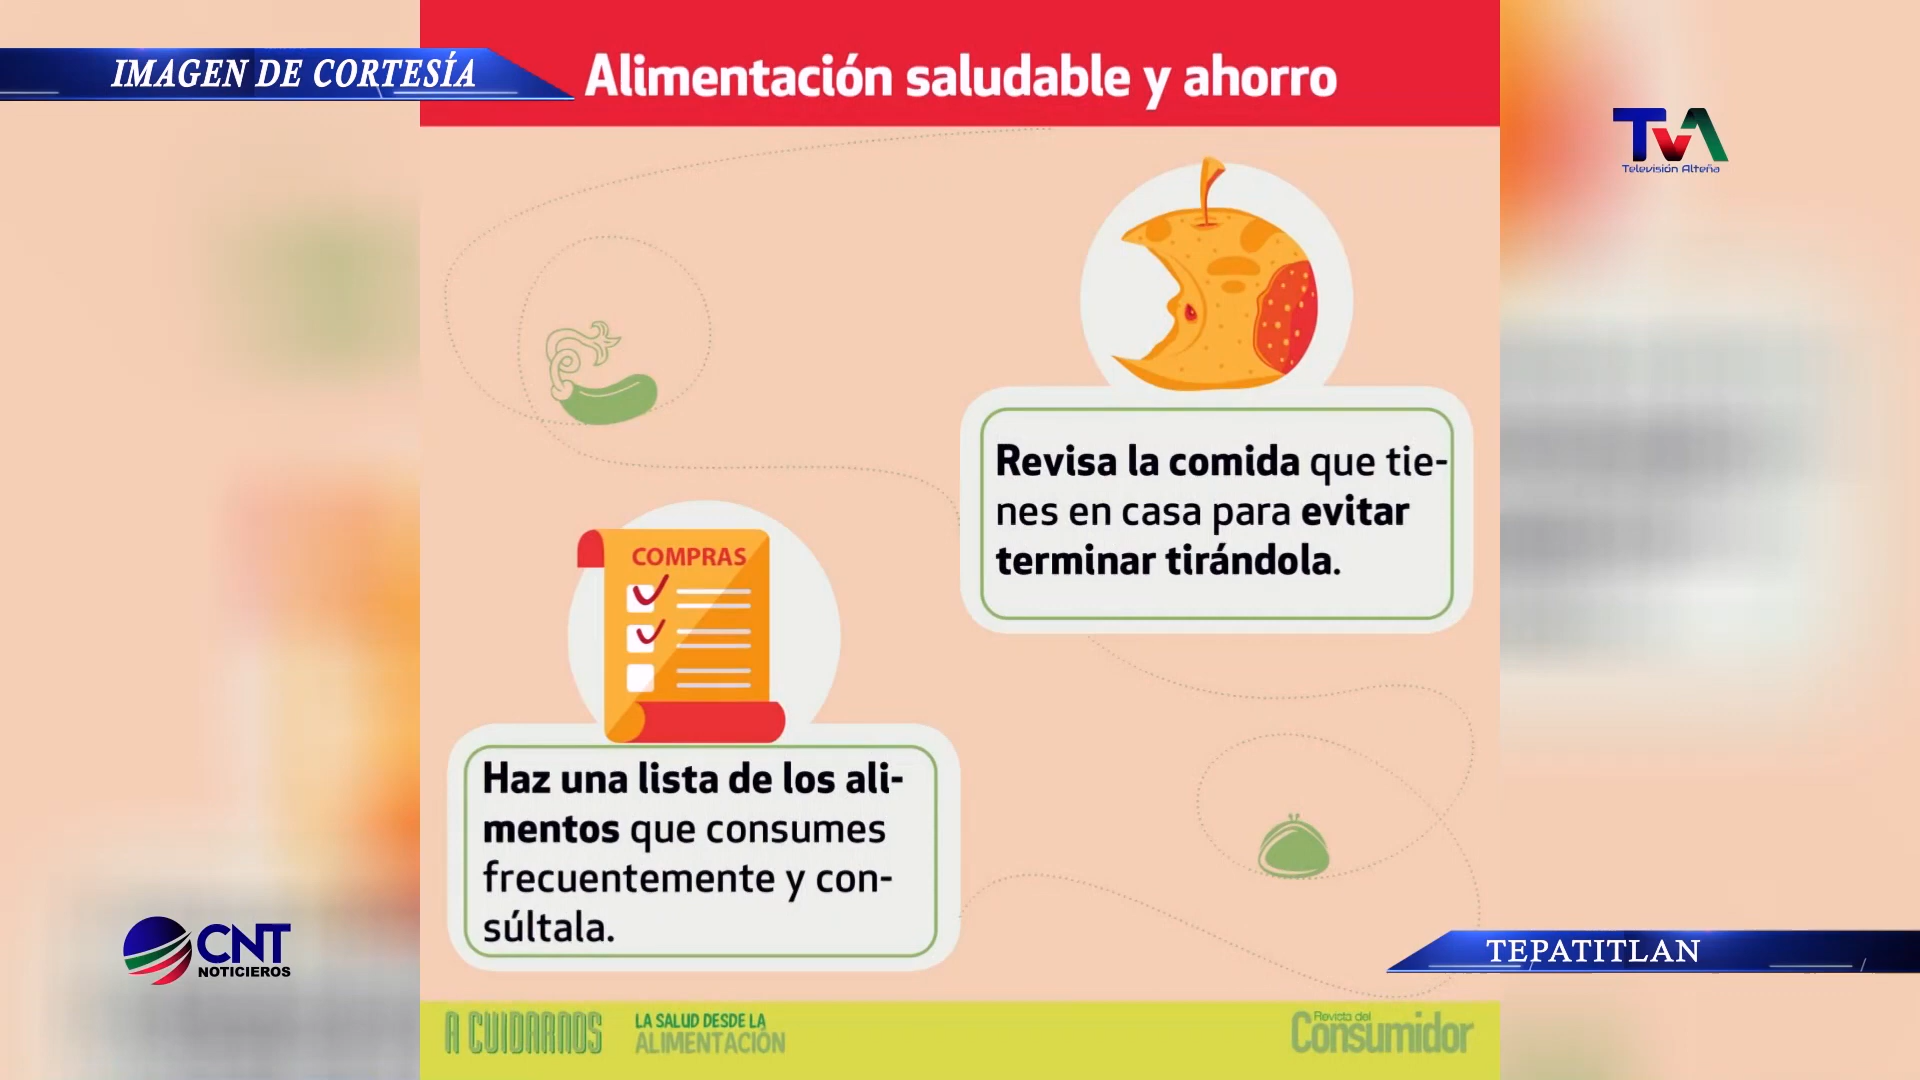 IMAGEN DE CORTESÍA
Alimentación saludable y ahorro
TvA
Televisión Alteña
Revisa la comida que tie-
nes en casa para evitar
terminar tirándola.
COMPRAS
Haz una lista de los ali-
mentos que consumes
frecuentemente y con-
súltala.
CNT
NOTICIEROS
TEPATITLAN
A CUIDARNOS
LA SALUD DESDE LA
ALIMENTACIÓN
Revista del
Consumidor